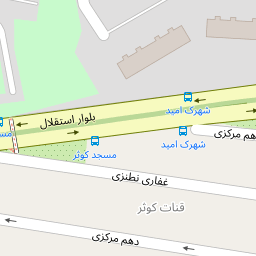 شهرک امید
بلوار استقلال
دهم مرکزی
شهرک امید
مسجد کوثر
غفاری نطنزی
قنات کوثر
دهم مرکزی